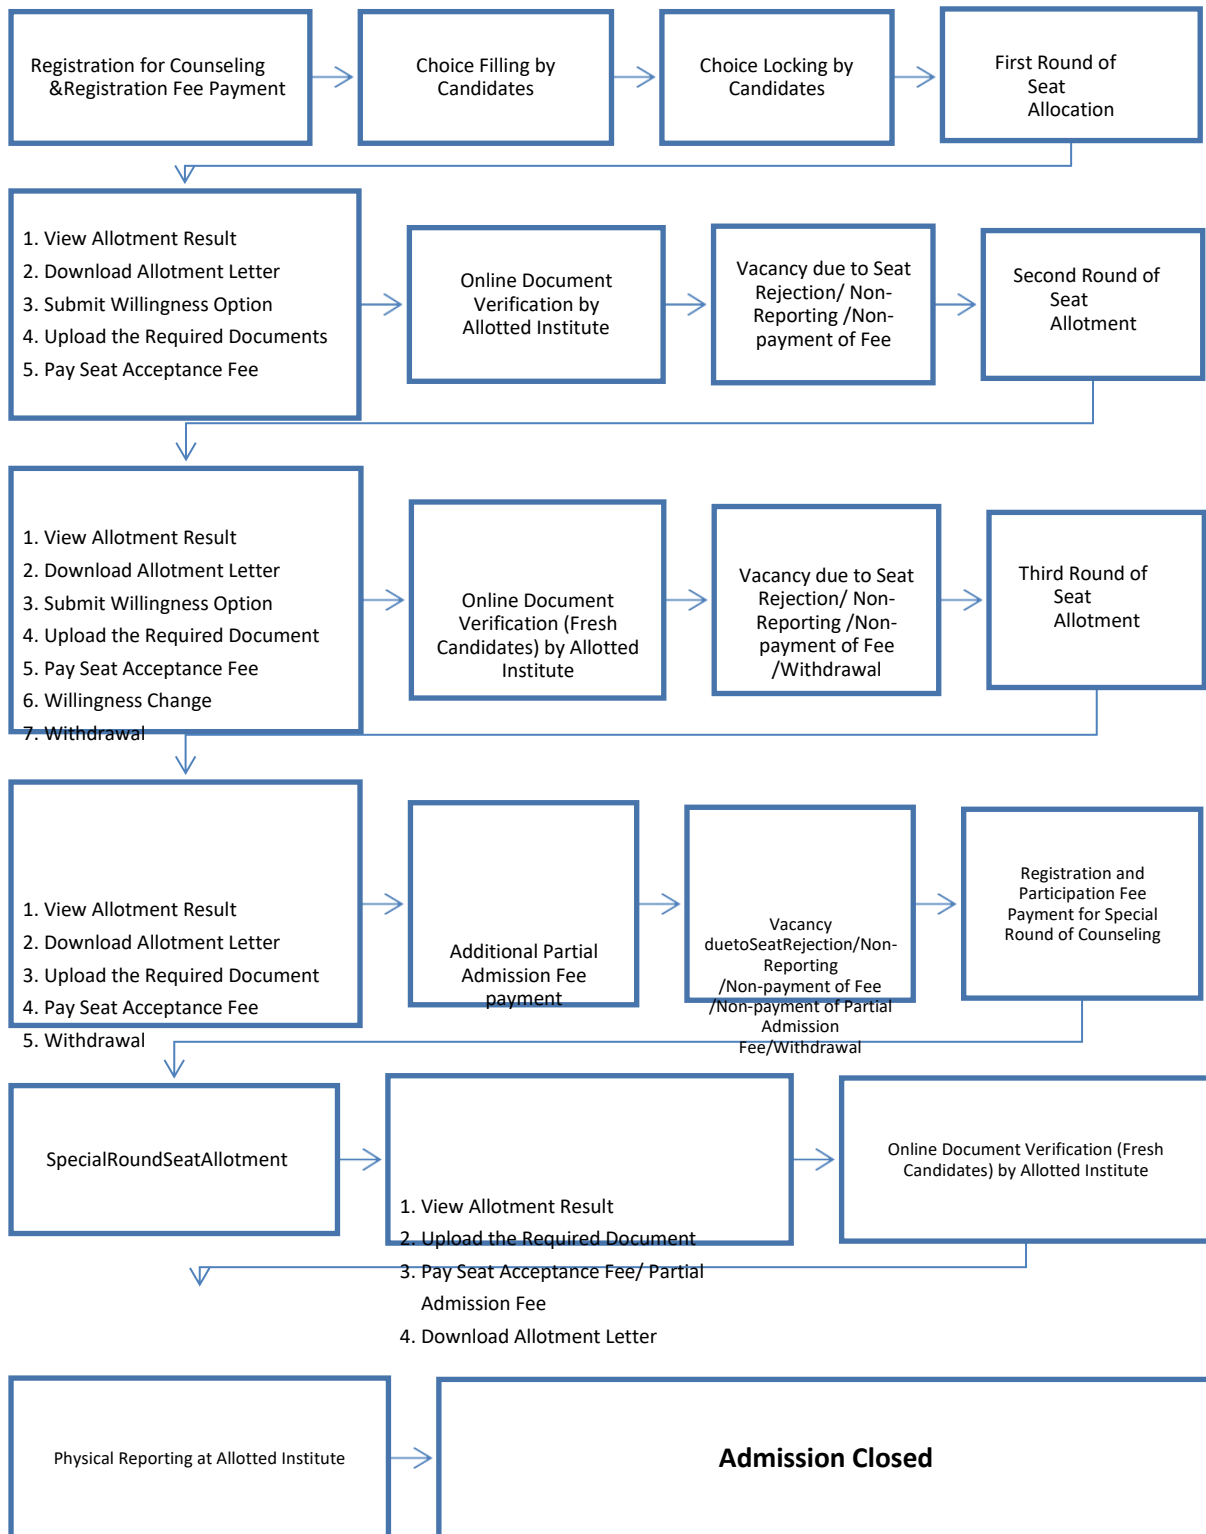 Registration for Counseling
&Registration Fee Payment
Choice Filling by
Candidates
Choice Locking by
Candidates
First Round of
Seat
Allocation
1. View Allotment Result
2. Download Allotment Letter
3. Submit Willingness Option
4. Upload the Required Documents
5. Pay Seat Acceptance Fee
Online Document
Verification by
Allotted Institute
Vacancy due to Seat
Rejection/ Non-
Reporting /Non-
payment of Fee
Second Round of
Seat
Allotment
1. View Allotment Result
2. Download Allotment Letter
3. Submit Willingness Option
4. Upload the Required Document
5. Pay Seat Acceptance Fee
6. Willingness Change
7. Withdrawal
Online Document
Verification (Fresh
Candidates) by Allotted
Institute
Vacancy due to Seat
Rejection/ Non-
Reporting /Non-
payment of Fee
/Withdrawal
Third Round of
Seat
Allotment
1. View Allotment Result
2. Download Allotment Letter
3. Upload the Required Document
4. Pay Seat Acceptance Fee
5. Withdrawal
Additional Partial
Admission Fee
payment
Vacancy
duetoSeatRejection/Non-
Reporting
/Non-payment of Fee
/Non-payment of Partial
Admission
Fee/Withdrawal
Registration and
Participation Fee
Payment for Special
Round of Counseling
SpecialRoundSeatAllotment
1. View Allotment Result
2. Upload the Required Document
3. Pay Seat Acceptance Fee/ Partial
Admission Fee
4. Download Allotment Letter
Online Document Verification (Fresh
Candidates) by Allotted Institute
Physical Reporting at Allotted Institute
Admission Closed